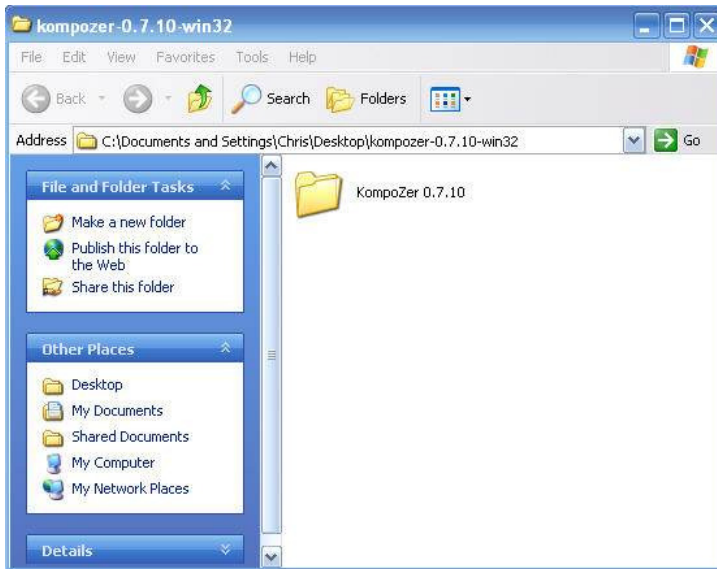 kompozer-0.7.10-win32
File Edit View Favorites Tools Help
Back Search Folders
Address C:\Documents and Settings\Chris\Desktop\kompozer-0.7.10-win32 Go
File and Folder Tasks
Make a new folder
Publish this folder to
the Web
Share this folder
Other Places
Desktop
My Documents
Shared Documents
My Computer
My Network Places
Details
KompoZer 0.7.10